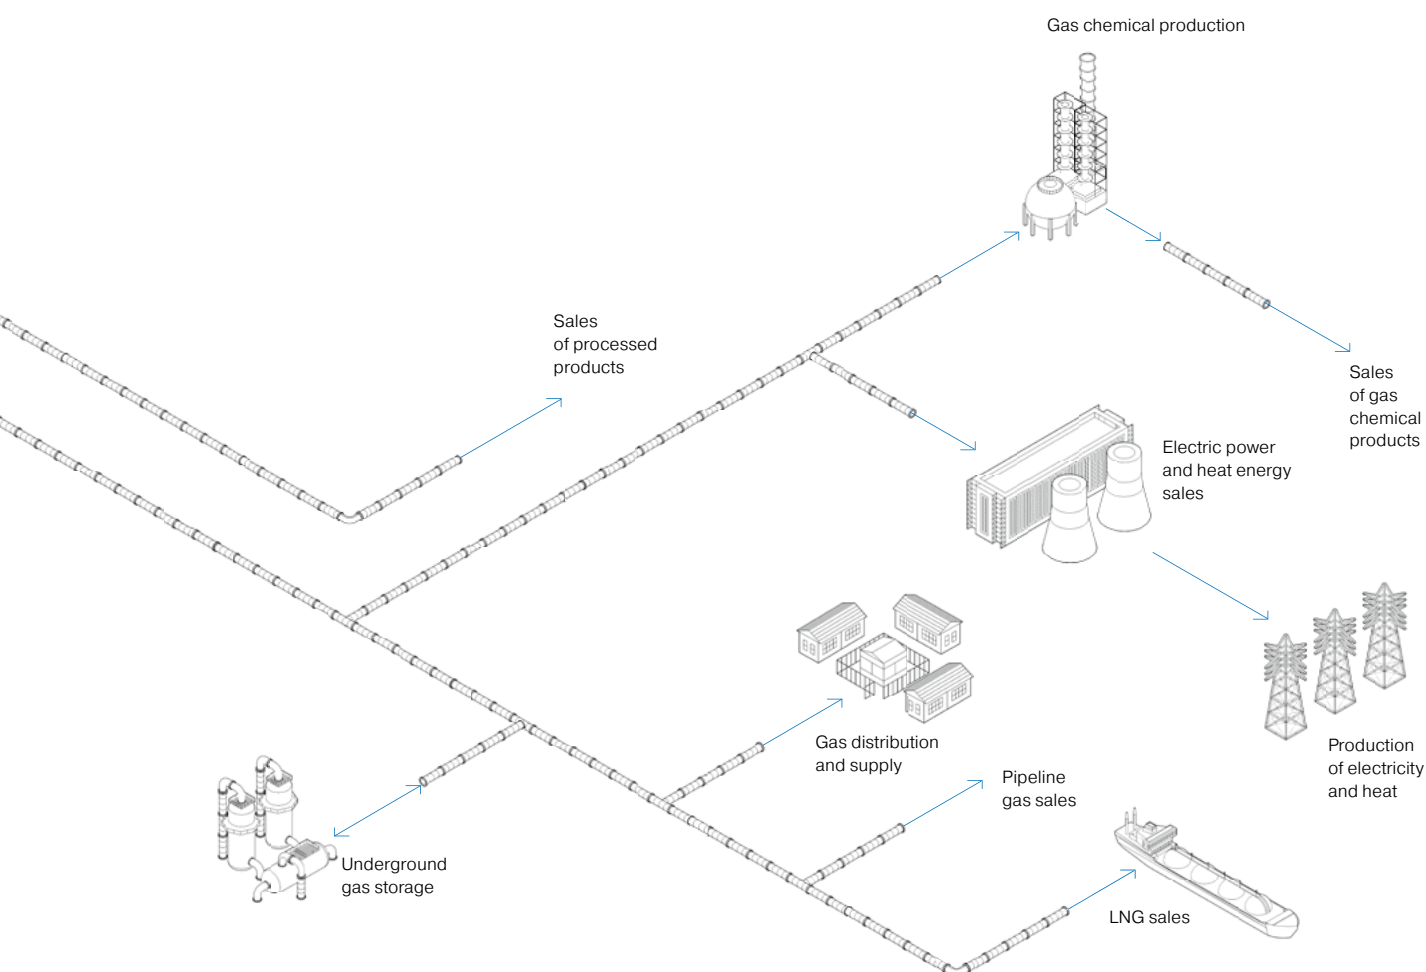 Gas chemical production
Sales
of processed
products
Sales
of gas
chemical
products
Electric power
and heat energy
sales
Gas distribution
and supply
Production
of electricity
and heat
Pipeline
gas sales
Underground
gas storage
LNG sales